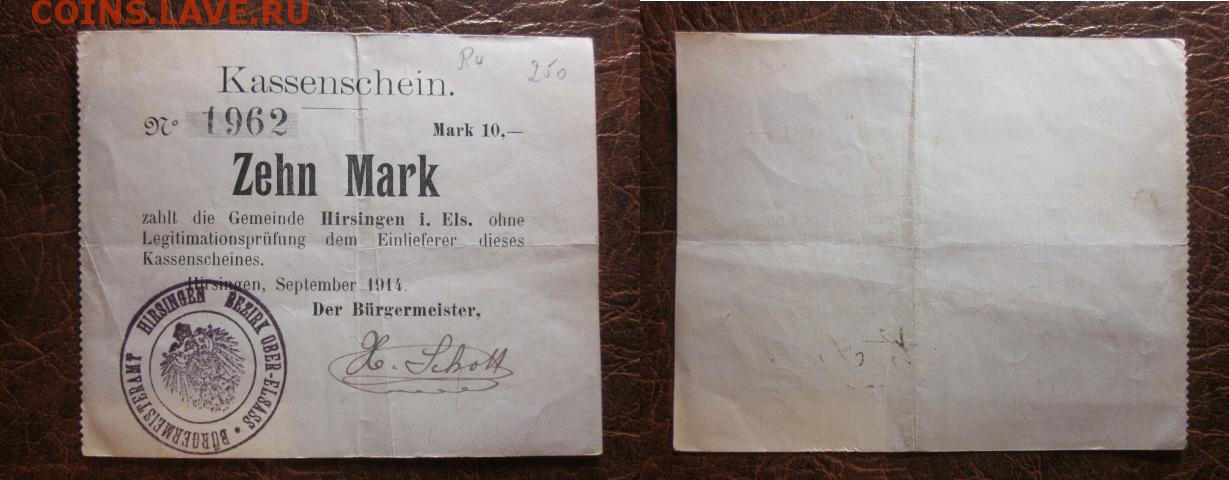 COINS.LAVE.RU
R4 250
Kassenschein.
№ 1962 Mark 10,—
Zehn Mark
zahlt die Gemeinde Hirsingen i. Els. ohne
Legitimationsprüfung dem Einlieferer dieses
Kassenscheines.
Hirsingen, September 1914.
Der Bürgermeister,
X. Schott
BÜRGERMEISTERAMT HIRSINGEN BEZIRK OBER-ELSASS •